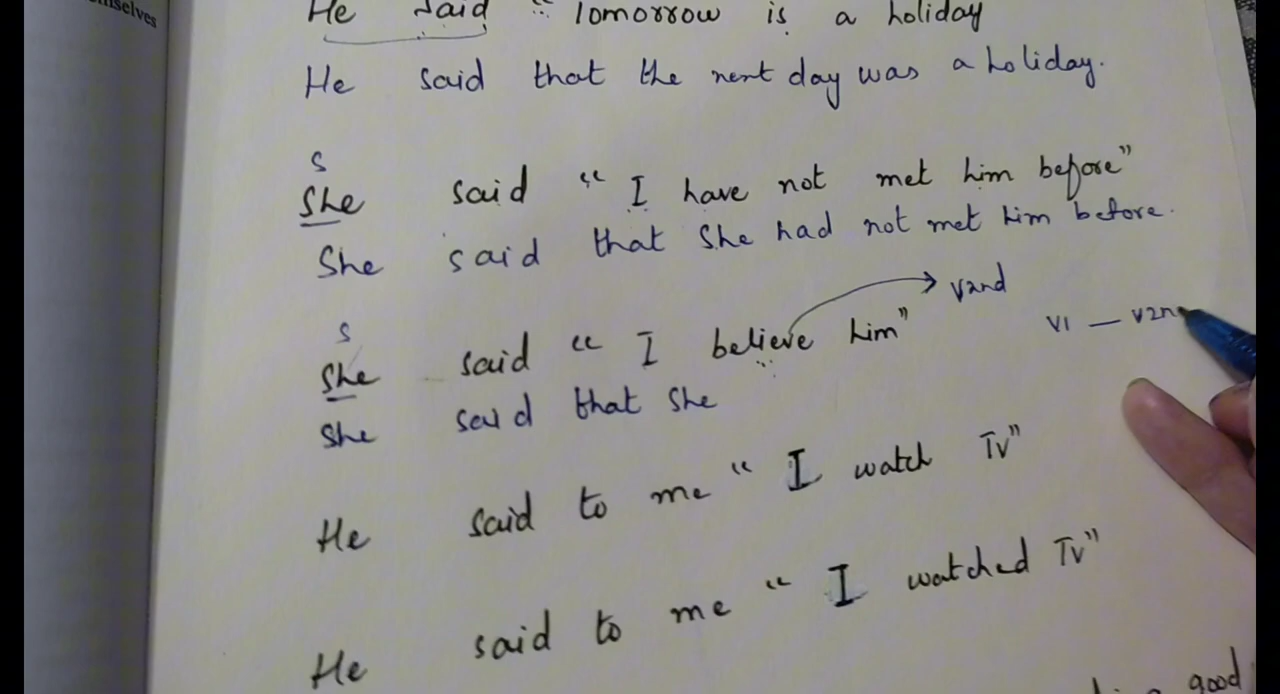 He said " Tomorrow is a holiday
He said that the next day was a holiday.
S
She said " I have not met him before"
She said that She had not met him before.
V2nd
V1 — V2n
S
She said " I believe him"
She said that She
He said to me " I watch TV"
He said to me " I watched TV"
good